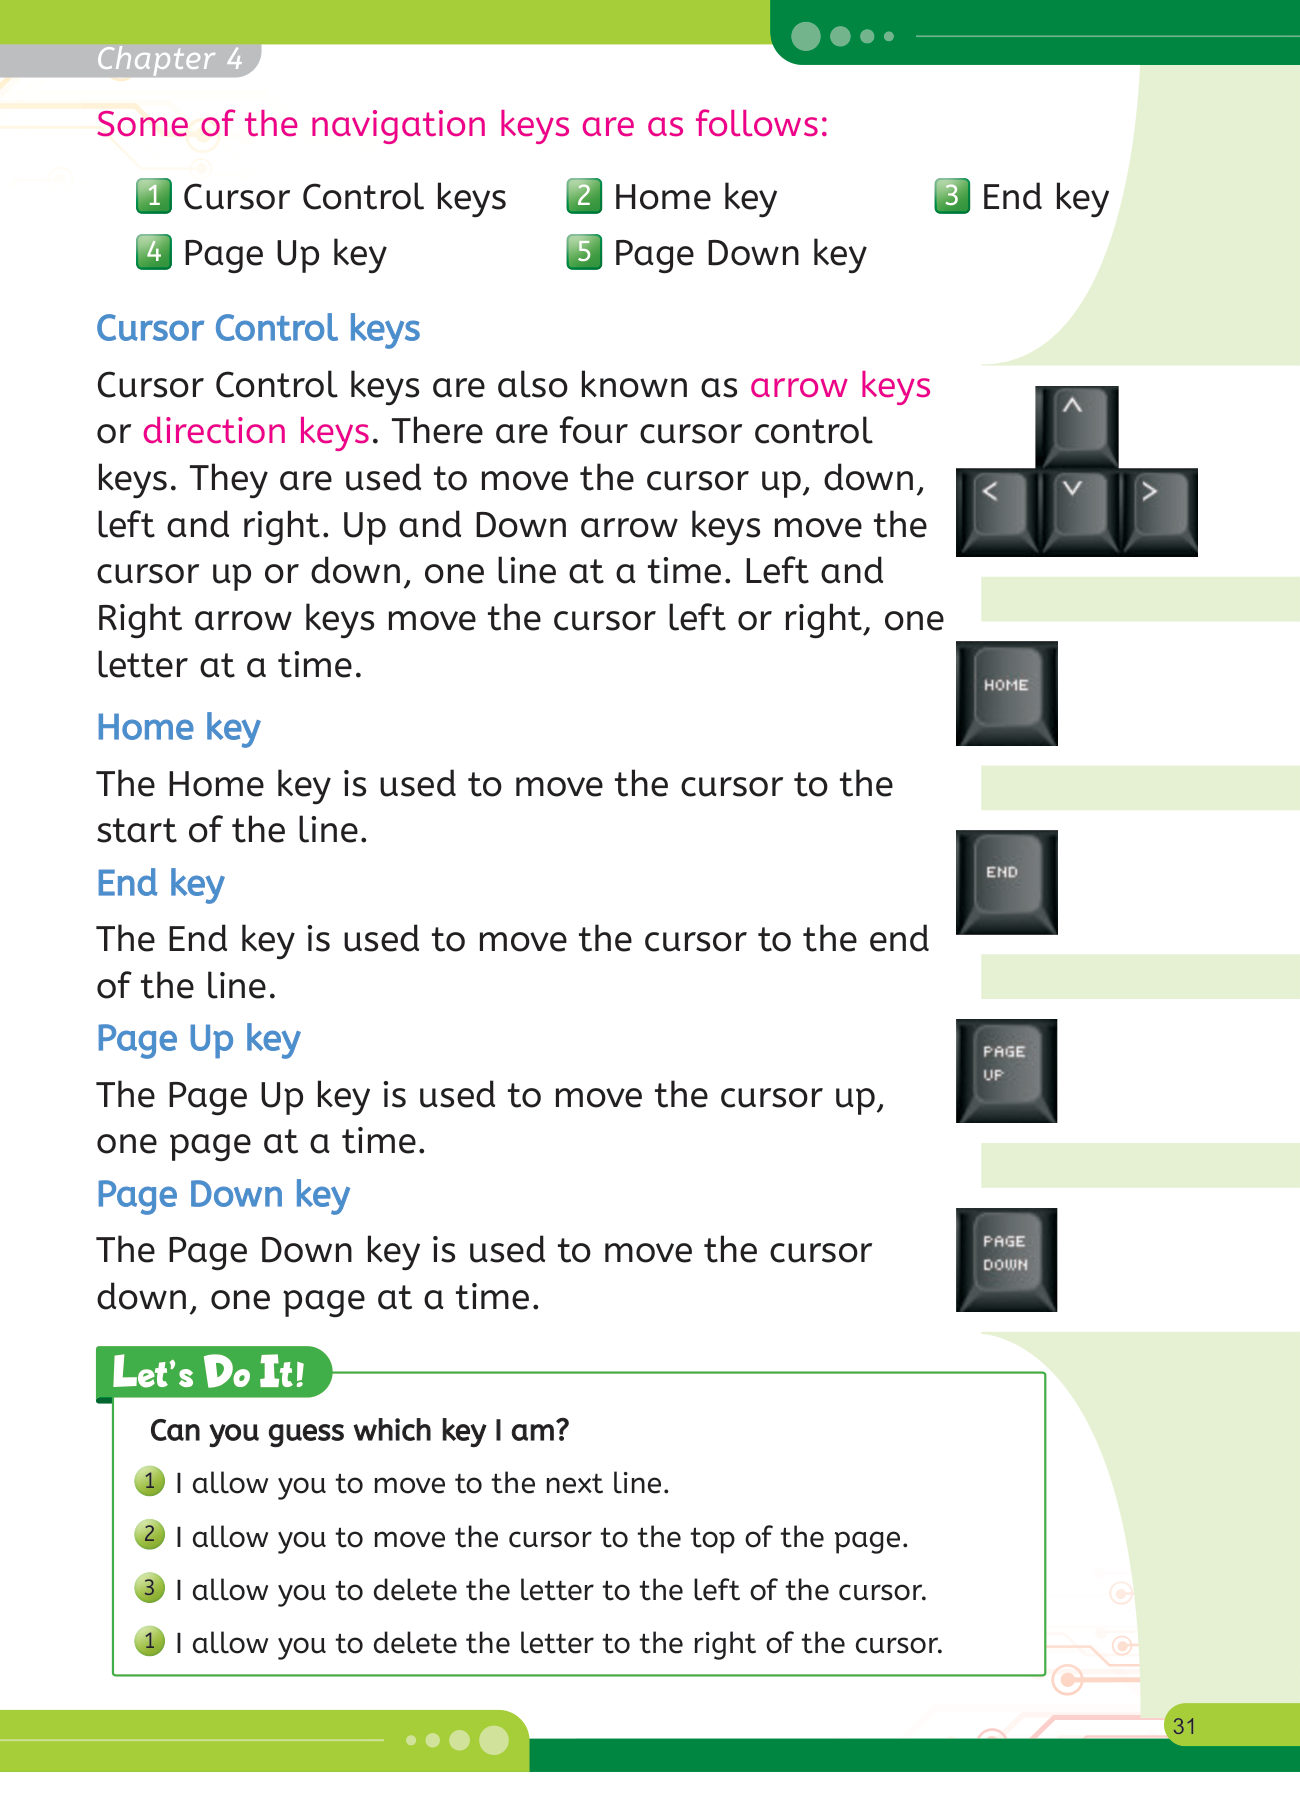 Chapter 4
Some of the navigation keys are as follows:
1 Cursor Control keys 2 Home key 3 End key
4 Page Up key 5 Page Down key
Cursor Control keys
Cursor Control keys are also known as arrow keys
or direction keys. There are four cursor control
keys. They are used to move the cursor up, down,
left and right. Up and Down arrow keys move the
cursor up or down, one line at a time. Left and
Right arrow keys move the cursor left or right, one
letter at a time.
Home key
The Home key is used to move the cursor to the
start of the line.
HOME
End key
The End key is used to move the cursor to the end
of the line.
END
Page Up key
The Page Up key is used to move the cursor up,
one page at a time.
PAGE
UP
Page Down key
The Page Down key is used to move the cursor
down, one page at a time.
PAGE
DOWN
Let's Do It!
Can you guess which key I am?
1 I allow you to move to the next line.
2 I allow you to move the cursor to the top of the page.
3 I allow you to delete the letter to the left of the cursor.
1 I allow you to delete the letter to the right of the cursor.
31